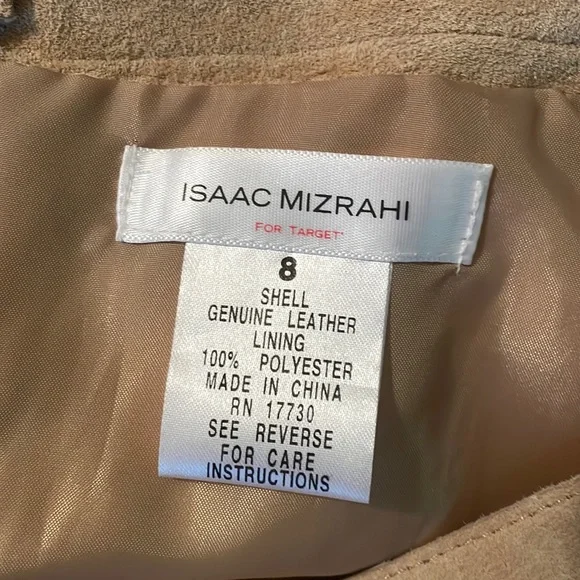 ISAAC MIZRAHI
FOR TARGET
8
SHELL
GENUINE LEATHER
LINING
100% POLYESTER
MADE IN CHINA
RN 17730
SEE REVERSE
FOR CARE
INSTRUCTIONS